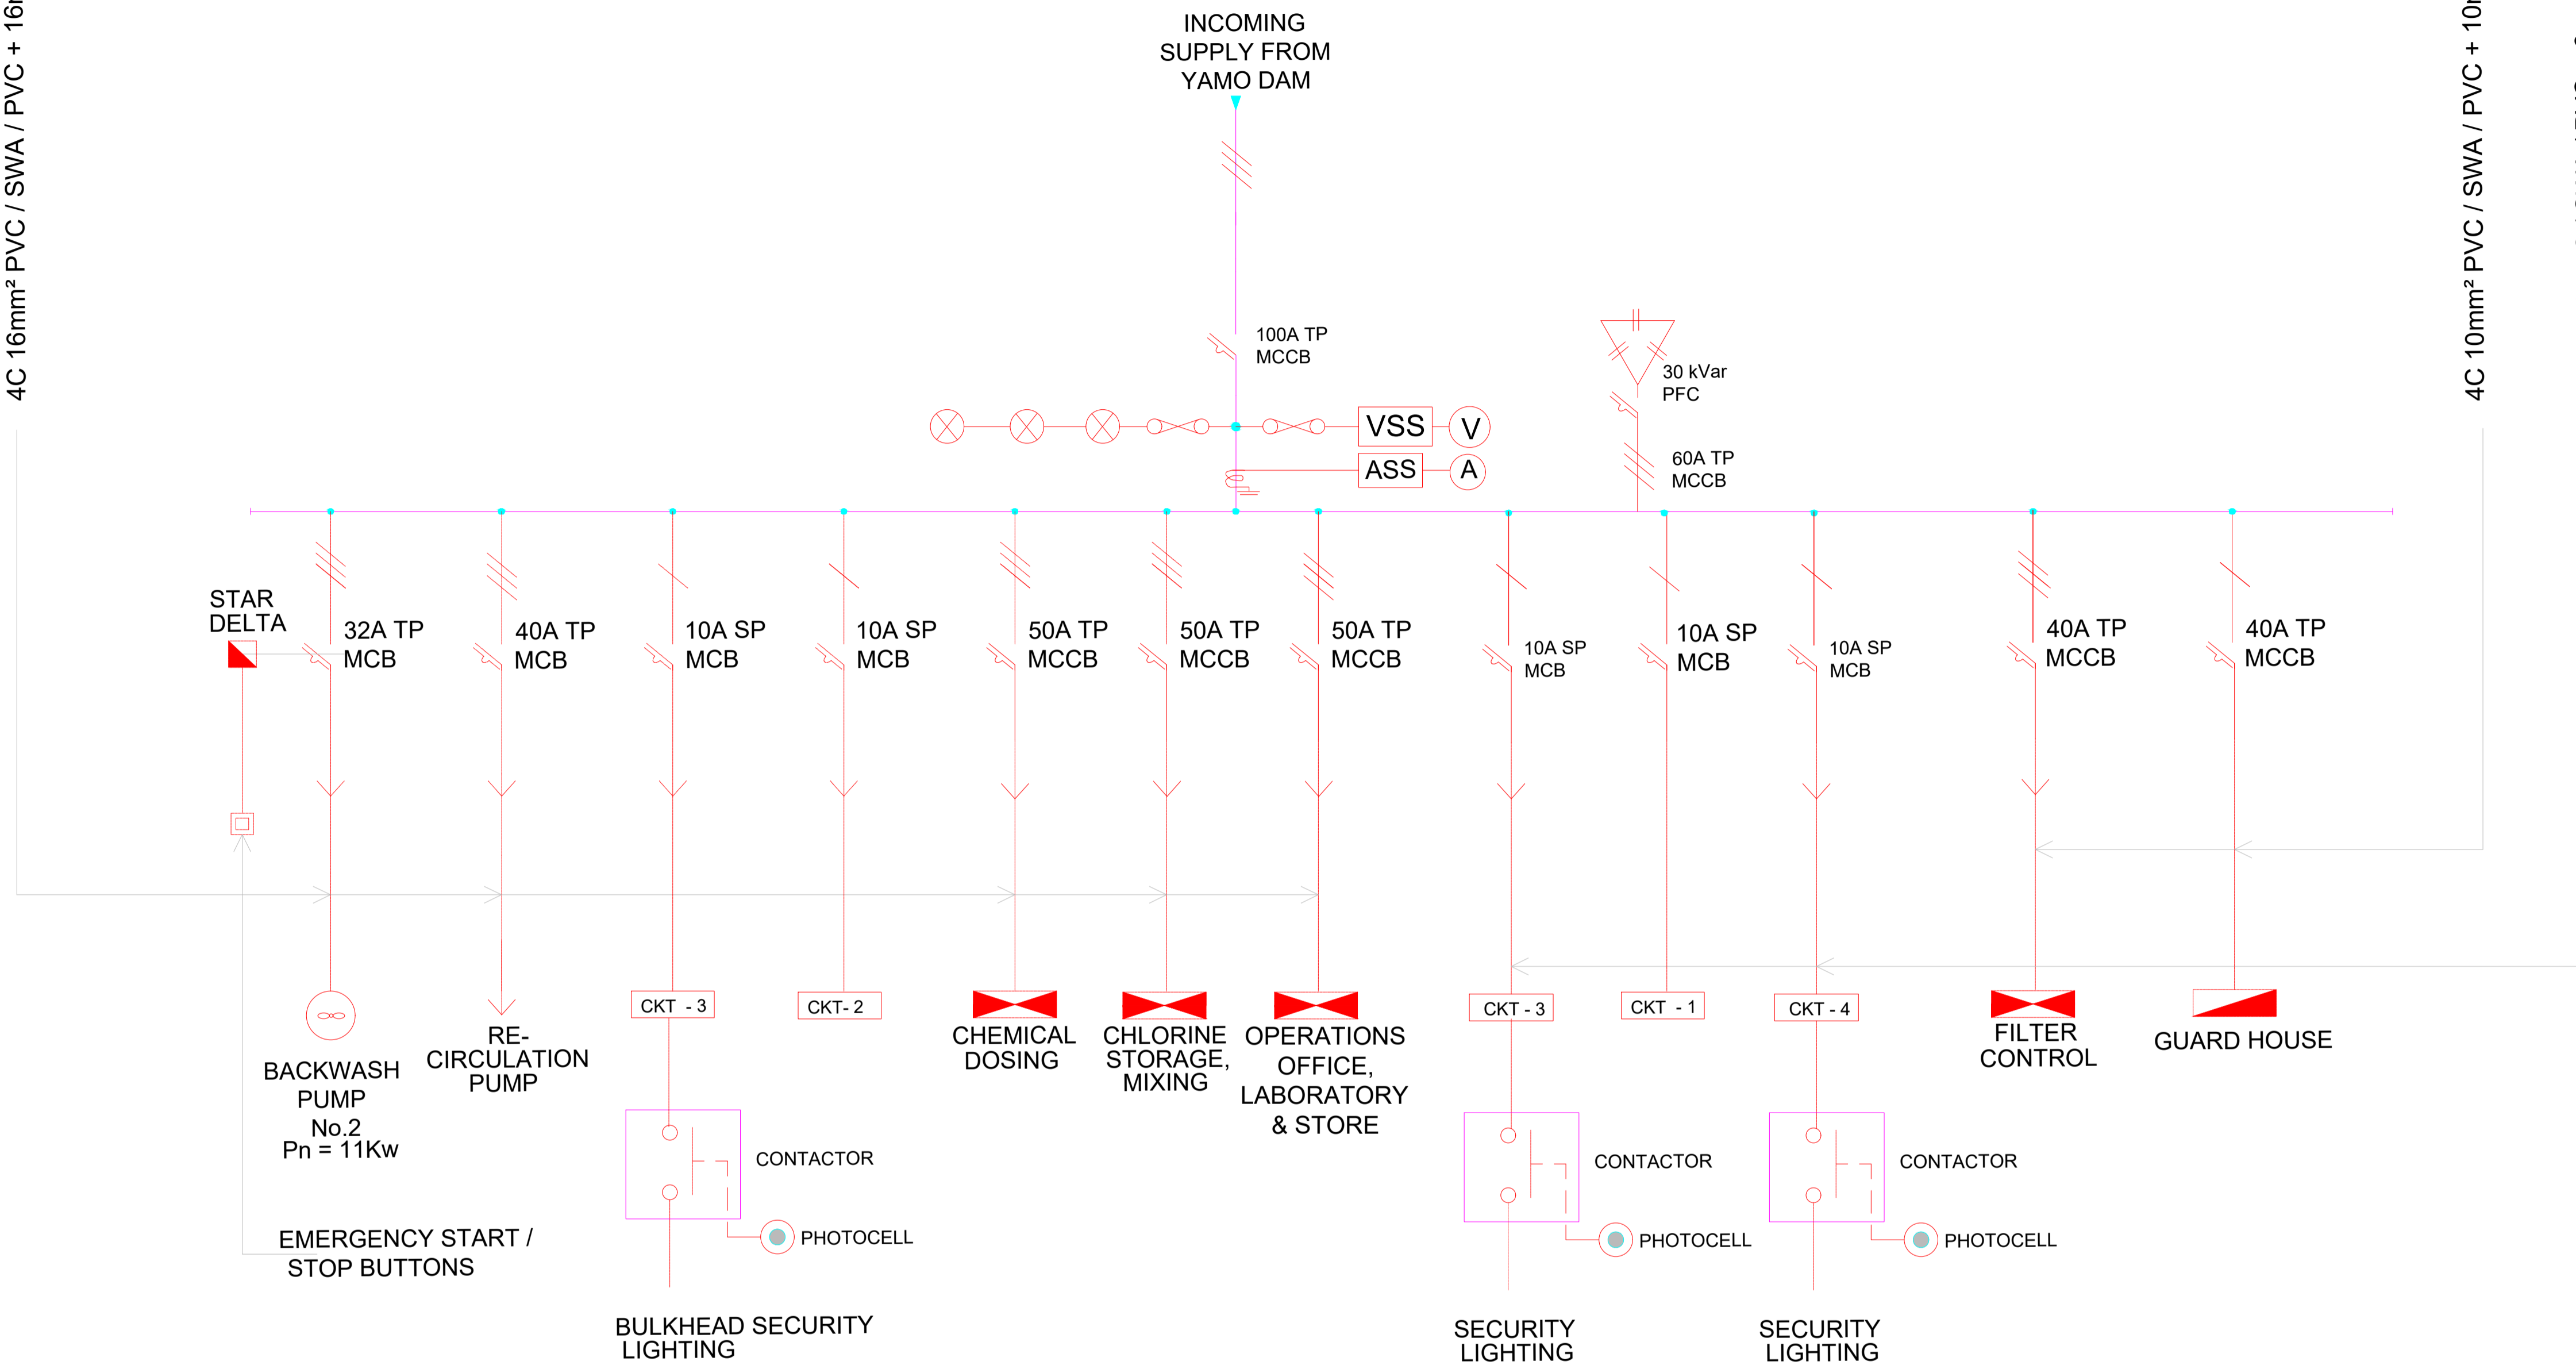 INCOMING
SUPPLY FROM
YAMO DAM
4C 16mm² PVC / SWA / PVC + 16
4C 10mm² PVC / SWA / PVC + 10
100A TP
MCCB
30 kVar
PFC
VSS
V
ASS
A
60A TP
MCCB
STAR
DELTA
32A TP
MCB
40A TP
MCB
10A SP
MCB
10A SP
MCB
50A TP
MCCB
50A TP
MCCB
50A TP
MCCB
10A SP
MCB
10A SP
MCB
10A SP
MCB
40A TP
MCCB
40A TP
MCCB
CKT - 3
CKT- 2
CKT - 3
CKT - 1
CKT - 4
BACKWASH
PUMP
No.2
Pn = 11Kw
RE-
CIRCULATION
PUMP
CHEMICAL
DOSING
CHLORINE
STORAGE,
MIXING
OPERATIONS
OFFICE,
LABORATORY
& STORE
FILTER
CONTROL
GUARD HOUSE
CONTACTOR
PHOTOCELL
CONTACTOR
PHOTOCELL
CONTACTOR
PHOTOCELL
EMERGENCY START /
STOP BUTTONS
BULKHEAD SECURITY
LIGHTING
SECURITY
LIGHTING
SECURITY
LIGHTING